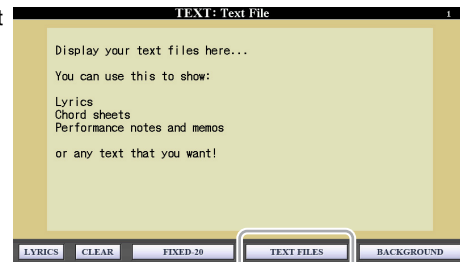 t
TEXT: Text File 1
Display your text files here...
You can use this to show:
Lyrics
Chord sheets
Performance notes and memos
or any text that you want!
LYRICS CLEAR FIXED-20 TEXT FILES BACKGROUND